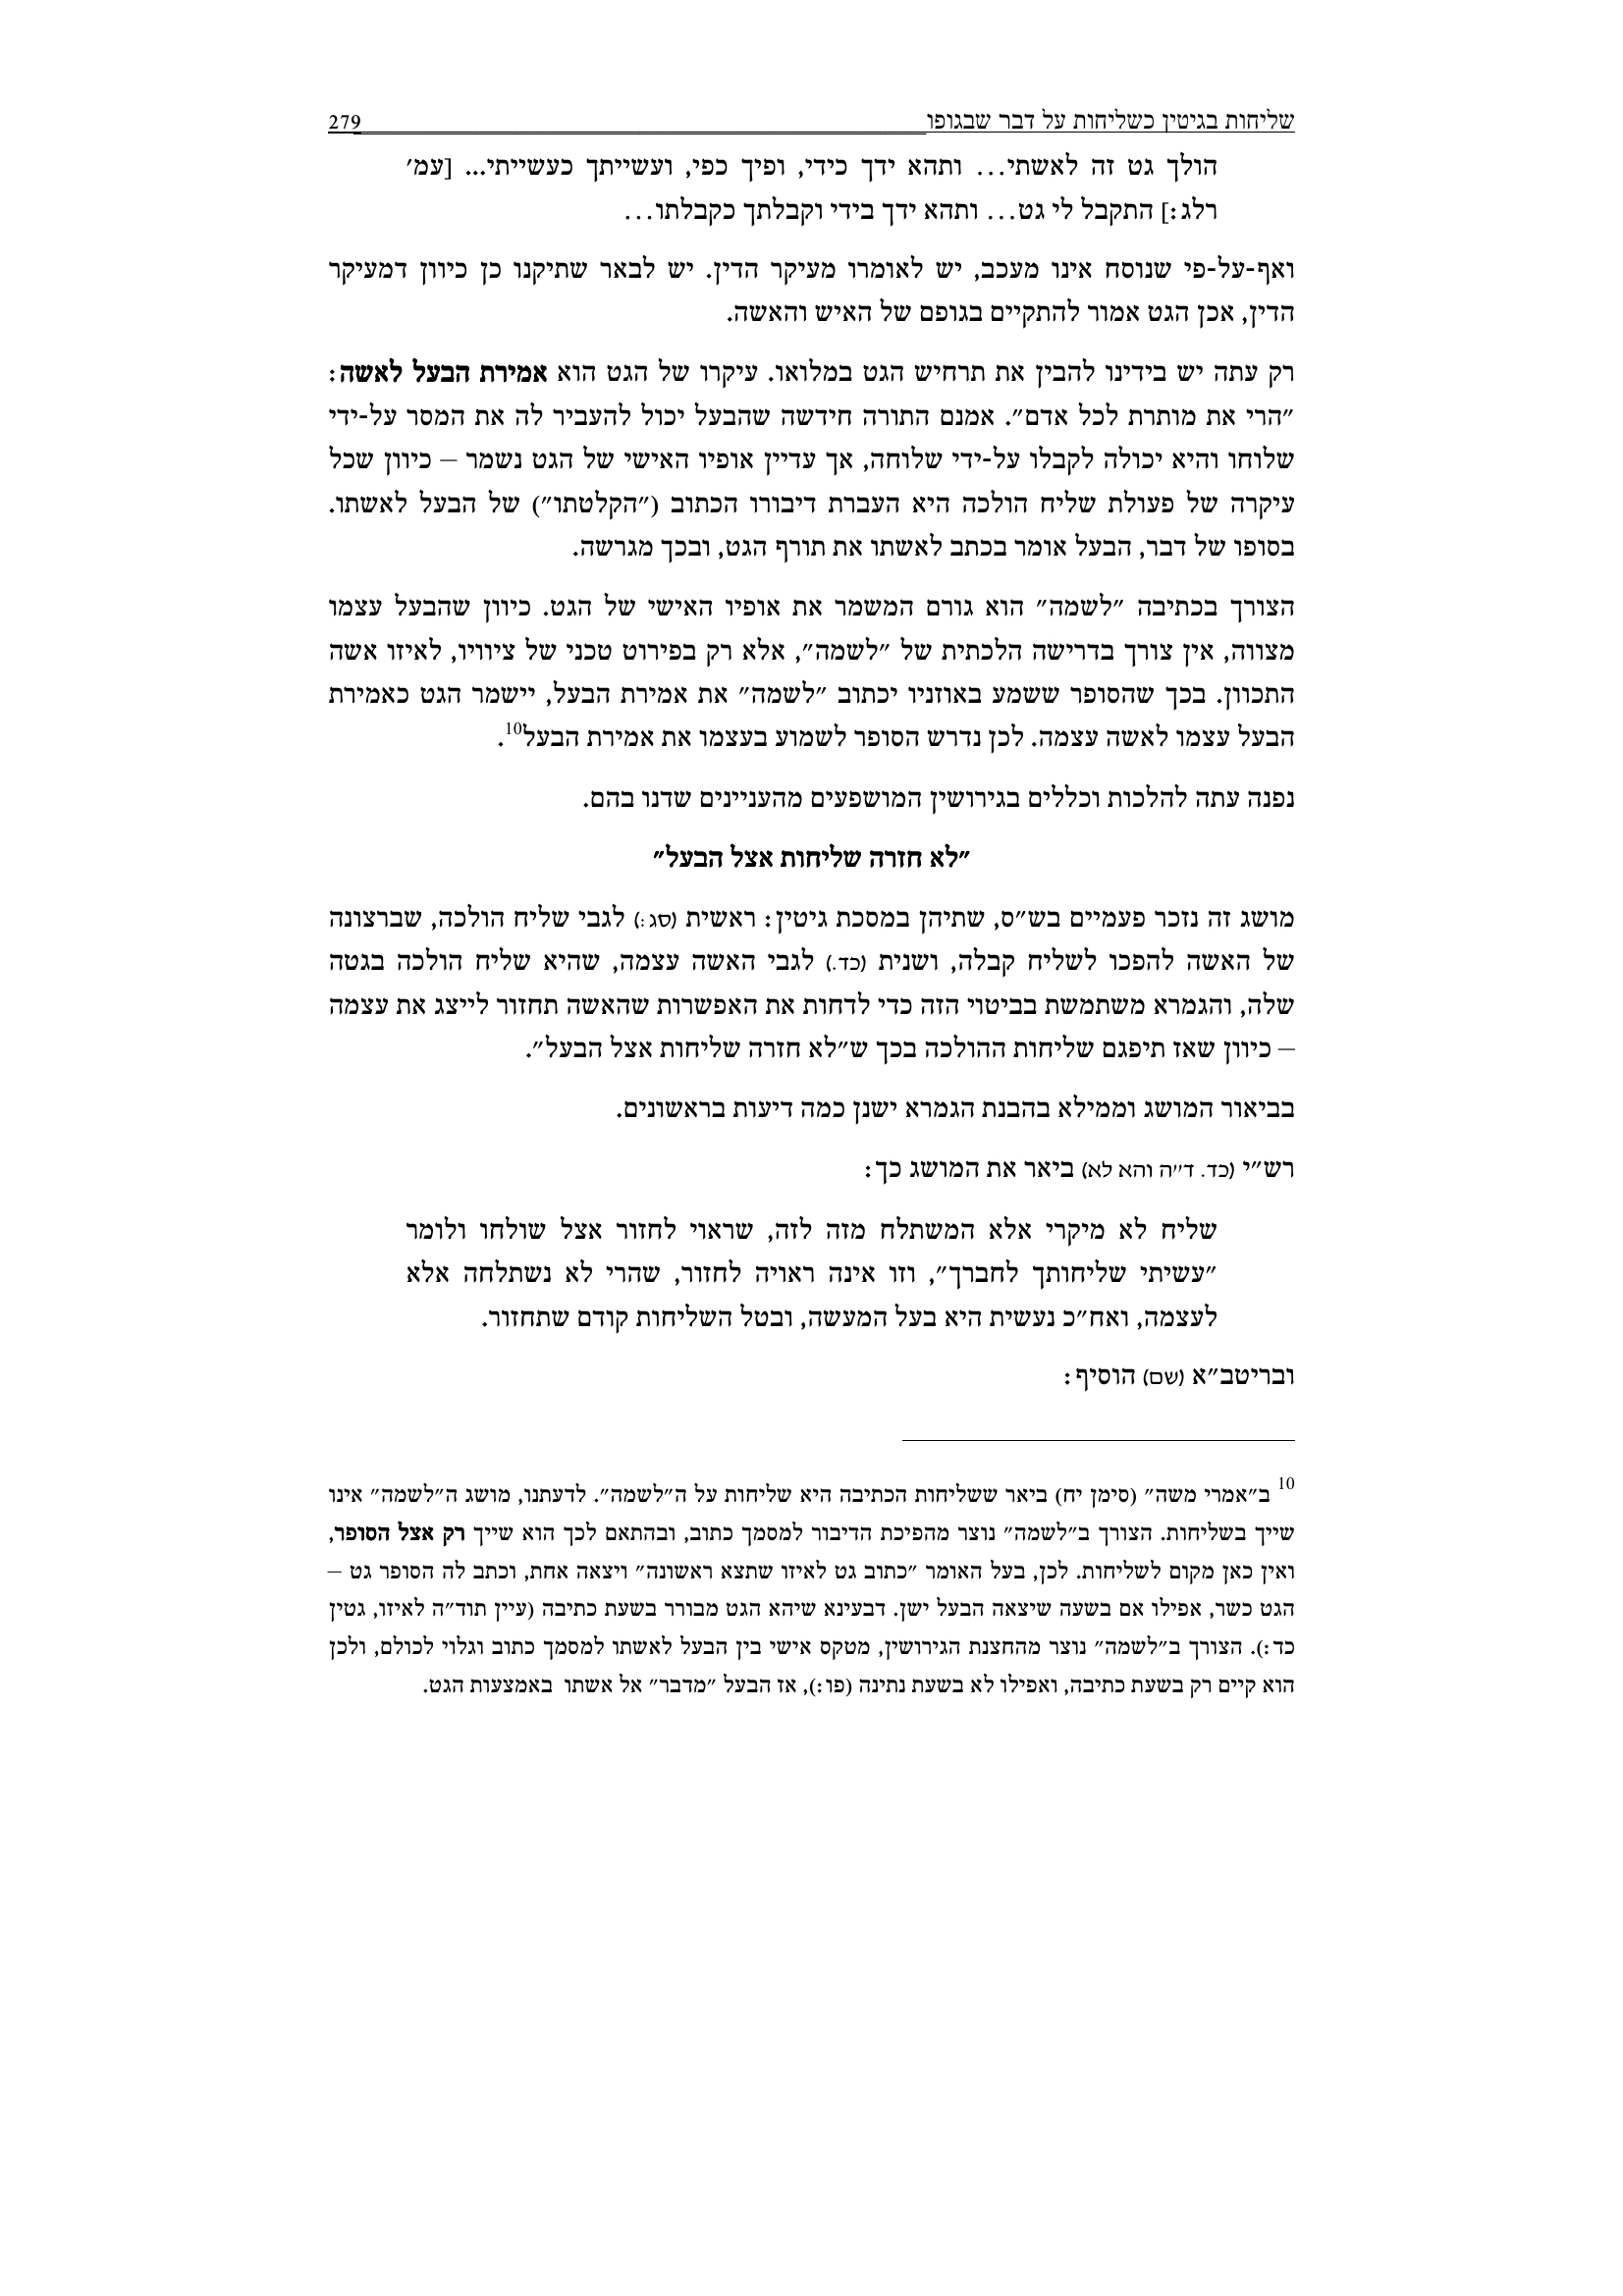 שליחות בגיטין כשליחות על דבר שבגופו 279
הולך גט זה לאשתי... ותהא ידך כידי, ופיך כפי, ועשייתך כעשייתי... [עמ׳
רלג:] התקבל לי גט... ותהא ידך בידי וקבלתך כקבלתו...
ואף-על-פי שנוסח אינו מעכב, יש לאומרו מעיקר הדין. יש לבאר שתיקנו כן כיוון דמעיקר
הדין, אכן הגט אמור להתקיים בגופם של האיש והאשה.
רק עתה יש בידינו להבין את תרחיש הגט במלואו. עיקרו של הגט הוא אמירת הבעל לאשה:
״הרי את מותרת לכל אדם״. אמנם התורה חידשה שהבעל יכול להעביר לה את המסר על-ידי
שלוחו והיא יכולה לקבלו על-ידי שלוחה, אך עדיין אופיו האישי של הגט נשמר – כיוון שכל
עיקרה של פעולת שליח הולכה היא העברת דיבורו הכתוב (״הקלטתו״) של הבעל לאשתו.
בסופו של דבר, הבעל אומר בכתב לאשתו את תורף הגט, ובכך מגרשה.
הצורך בכתיבה ״לשמה״ הוא גורם המשמר את אופיו האישי של הגט. כיוון שהבעל עצמו
מצווה, אין צורך בדרישה הלכתית של ״לשמה״, אלא רק בפירוט טכני של ציוויו, לאיזו אשה
התכוון. בכך שהסופר ששמע באוזניו יכתוב ״לשמה״ את אמירת הבעל, יישמר הגט כאמירת
הבעל עצמו לאשה עצמה. לכן נדרש הסופר לשמוע בעצמו את אמירת הבעל10.
נפנה עתה להלכות וכללים בגירושין המושפעים מהעניינים שדנו בהם.
״לא חזרה שליחות אצל הבעל״
מושג זה נזכר פעמיים בש״ס, שתיהן במסכת גיטין: ראשית (סג:) לגבי שליח הולכה, שברצונה
של האשה להפכו לשליח קבלה, ושנית (כד.) לגבי האשה עצמה, שהיא שליח הולכה בגטה
שלה, והגמרא משתמשת בביטוי הזה כדי לדחות את האפשרות שהאשה תחזור לייצג את עצמה
– כיוון שאז תיפגם שליחות ההולכה בכך ש״לא חזרה שליחות אצל הבעל״.
בביאור המושג וממילא בהבנת הגמרא ישנן כמה דיעות בראשונים.
רש״י (כד. ד״ה והא לא) ביאר את המושג כך:
שליח לא מיקרי אלא המשתלח מזה לזה, שראוי לחזור אצל שולחו ולומר
״עשיתי שליחותך לחברך״, וזו אינה ראויה לחזור, שהרי לא נשתלחה אלא
לעצמה, ואח״כ נעשית היא בעל המעשה, ובטל השליחות קודם שתחזור.
ובריטב״א (שם) הוסיף:
10 ב״אמרי משה״ (סימן יח) ביאר ששליחות הכתיבה היא שליחות על ה״לשמה״. לדעתנו, מושג ה״לשמה״ אינו
שייך בשליחות. הצורך ב״לשמה״ נוצר מהפיכת הדיבור למסמך כתוב, ובהתאם לכך הוא שייך רק אצל הסופר,
ואין כאן מקום לשליחות. לכן, בעל האומר ״כתוב גט לאיזו שתצא ראשונה״ ויצאה אחת, וכתב לה הסופר גט –
הגט כשר, אפילו אם בשעה שיצאה הבעל ישן. דבעינא שיהא הגט מבורר בשעת כתיבה (עיין תוד״ה לאיזו, גטין
כד:). הצורך ב״לשמה״ נוצר מהחצנת הגירושין, מטקס אישי בין הבעל לאשתו למסמך כתוב וגלוי לכולם, ולכן
הוא קיים רק בשעת כתיבה, ואפילו לא בשעת נתינה (פו:), אז הבעל ״מדבר״ אל אשתו באמצעות הגט.